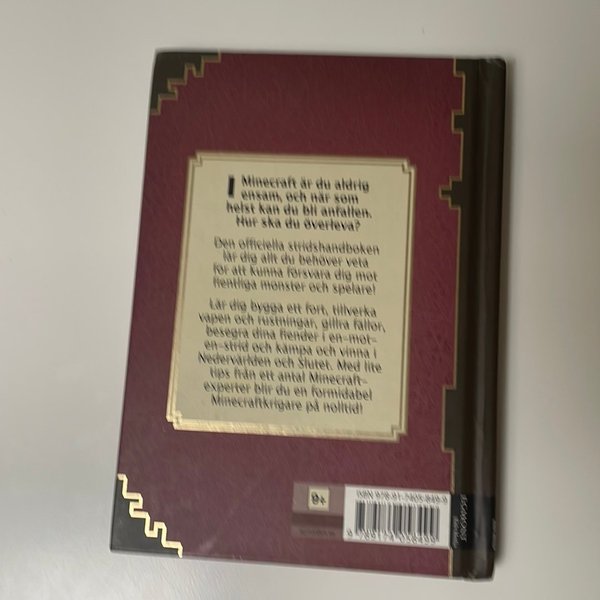 I Minecraft är du aldrig
ensam, och när som
helst kan du bli anfallen.
Hur ska du överleva?
Den officiella stridshandboken
lär dig allt du behöver veta
för att kunna försvara dig mot
fientliga monster och spelare!
Lär dig bygga ett fort, tillverka
vapen och rustningar, gillra fällor,
besegra dina fiender i en-mot-
en-strid och kämpa och vinna i
Nedervärlden och Slutet. Med lite
tips från ett antal Minecraft-
experter blir du en formidabel
Minecraftkrigare på nolltid!
9+
EGMONT